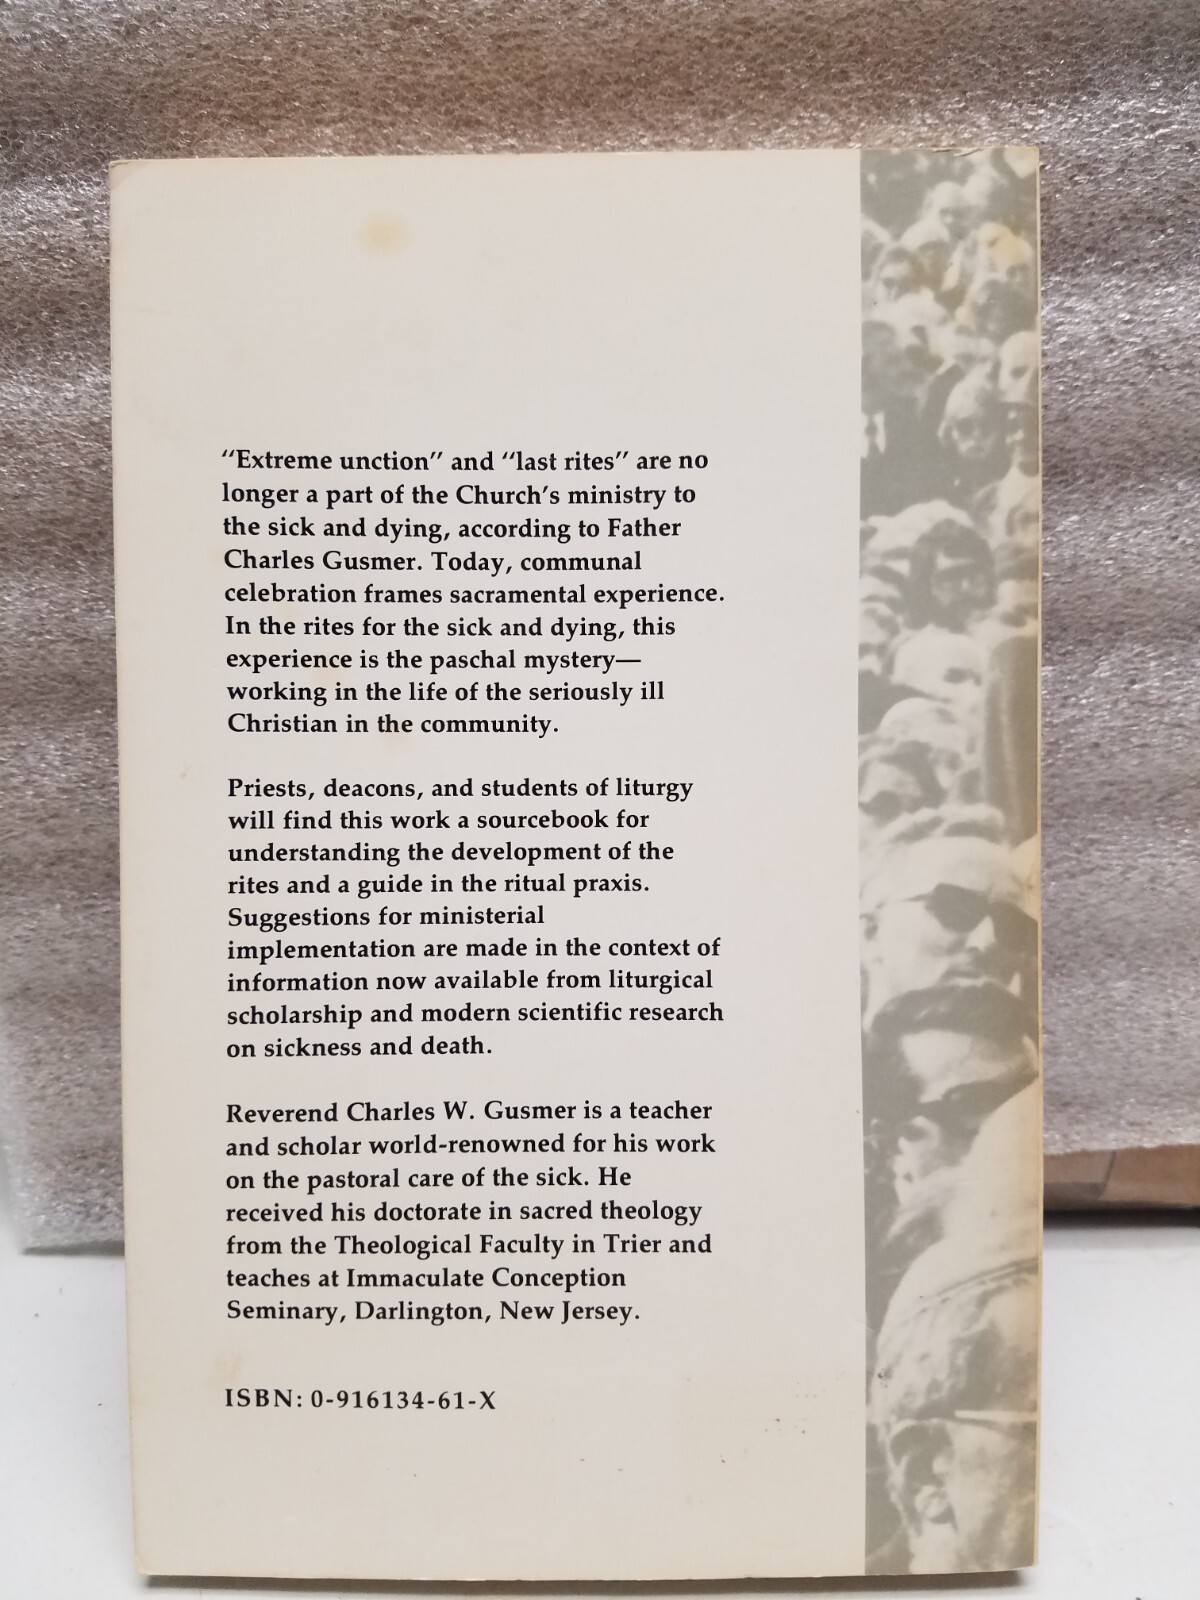 “Extreme unction” and “last rites” are no
longer a part of the Church’s ministry to
the sick and dying, according to Father
Charles Gusmer. Today, communal
celebration frames sacramental experience.
In the rites for the sick and dying, this
experience is the paschal mystery—
working in the life of the seriously ill
Christian in the community.
Priests, deacons, and students of liturgy
will find this work a sourcebook for
understanding the development of the
rites and a guide in the ritual praxis.
Suggestions for ministerial
implementation are made in the context of
information now available from liturgical
scholarship and modern scientific research
on sickness and death.
Reverend Charles W. Gusmer is a teacher
and scholar world-renowned for his work
on the pastoral care of the sick. He
received his doctorate in sacred theology
from the Theological Faculty in Trier and
teaches at Immaculate Conception
Seminary, Darlington, New Jersey.
ISBN: 0-916134-61-X